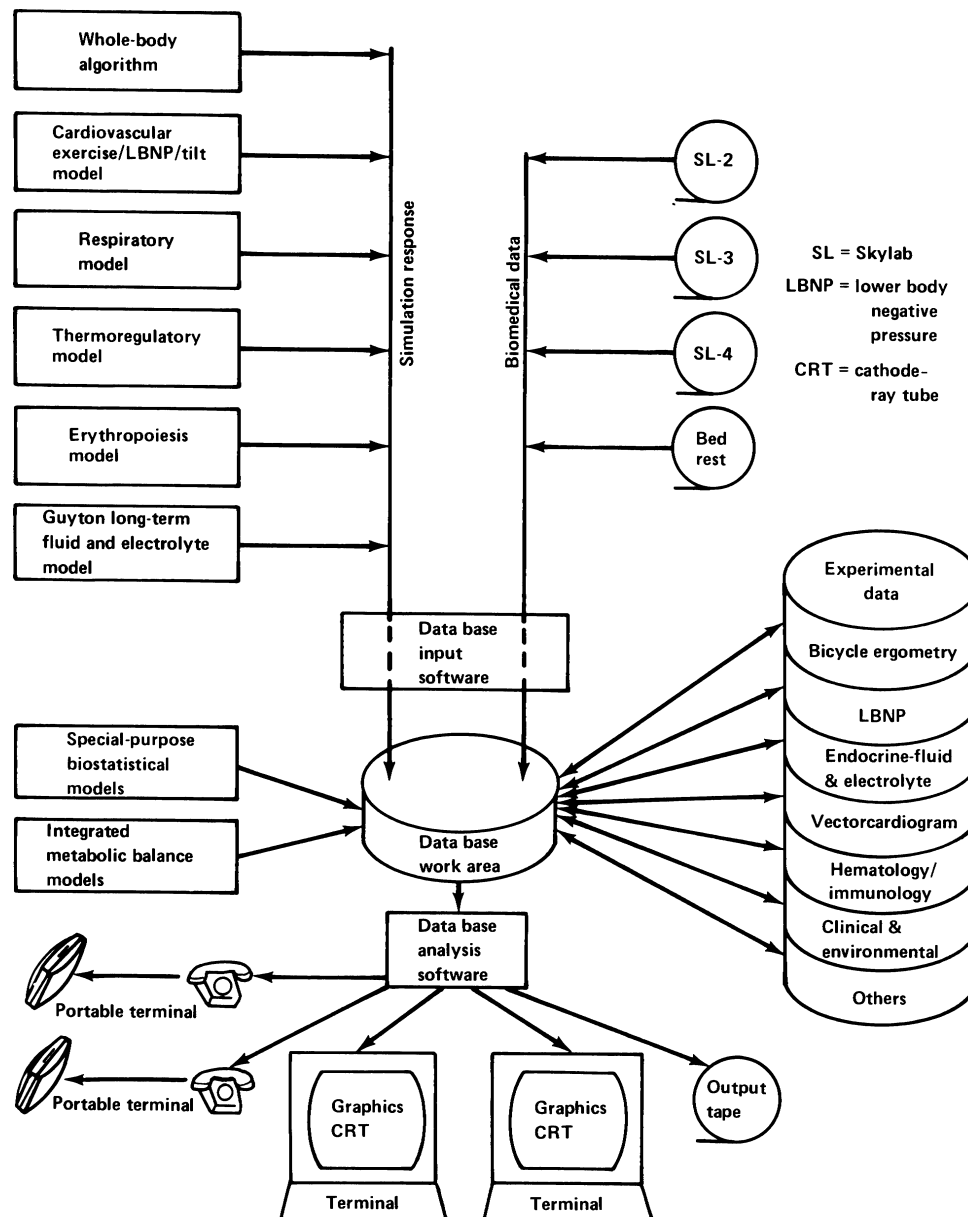 Whole-body
algorithm
Cardiovascular
exercise/LBNP/tilt
model
Respiratory
model
Thermoregulatory
model
Erythropoiesis
model
Guyton long-term
fluid and electrolyte
model
Simulation response
Biomedical data
SL-2
SL-3
SL-4
Bed
rest
SL = Skylab
LBNP = lower body
negative
pressure
CRT = cathode-
ray tube
Data base
input
software
Special-purpose
biostatistical
models
Integrated
metabolic balance
models
Data base
work area
Experimental
data
Bicycle ergometry
LBNP
Endocrine-fluid
& electrolyte
Vectorcardiogram
Hematology/
immunology
Clinical &
environmental
Others
Data base
analysis
software
Portable terminal
Portable terminal
Graphics
CRT
Terminal
Graphics
CRT
Terminal
Output
tape